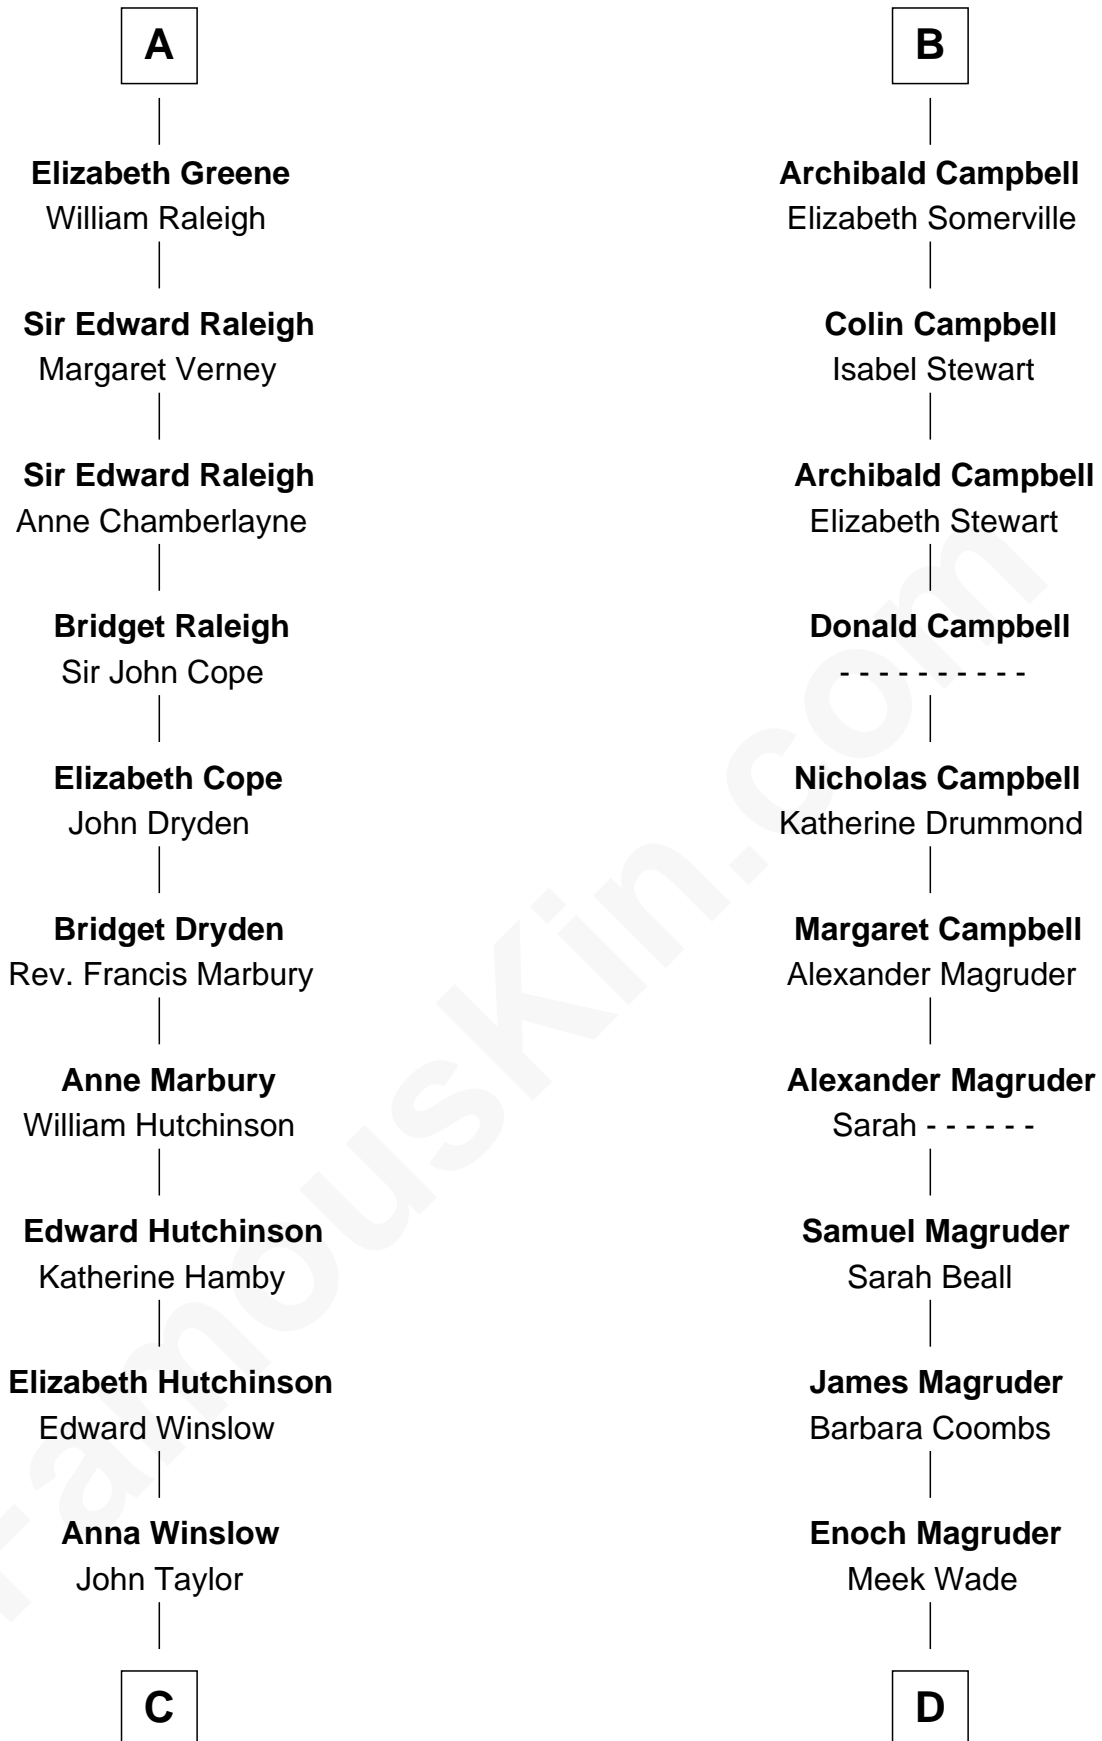 A
Elizabeth Greene
William Raleigh
Sir Edward Raleigh
Margaret Verney
Sir Edward Raleigh
Anne Chamberlayne
Bridget Raleigh
Sir John Cope
Elizabeth Cope
John Dryden
Bridget Dryden
Rev. Francis Marbury
Anne Marbury
William Hutchinson
Edward Hutchinson
Katherine Hamby
Elizabeth Hutchinson
Edward Winslow
Anna Winslow
John Taylor
C
B
Archibald Campbell
Elizabeth Somerville
Colin Campbell
Isabel Stewart
Archibald Campbell
Elizabeth Stewart
Donald Campbell
- - - - - - - - - -
Nicholas Campbell
Katherine Drummond
Margaret Campbell
Alexander Magruder
Alexander Magruder
Sarah - - - - - -
Samuel Magruder
Sarah Beall
James Magruder
Barbara Coombs
Enoch Magruder
Meek Wade
D
FamousKin.com